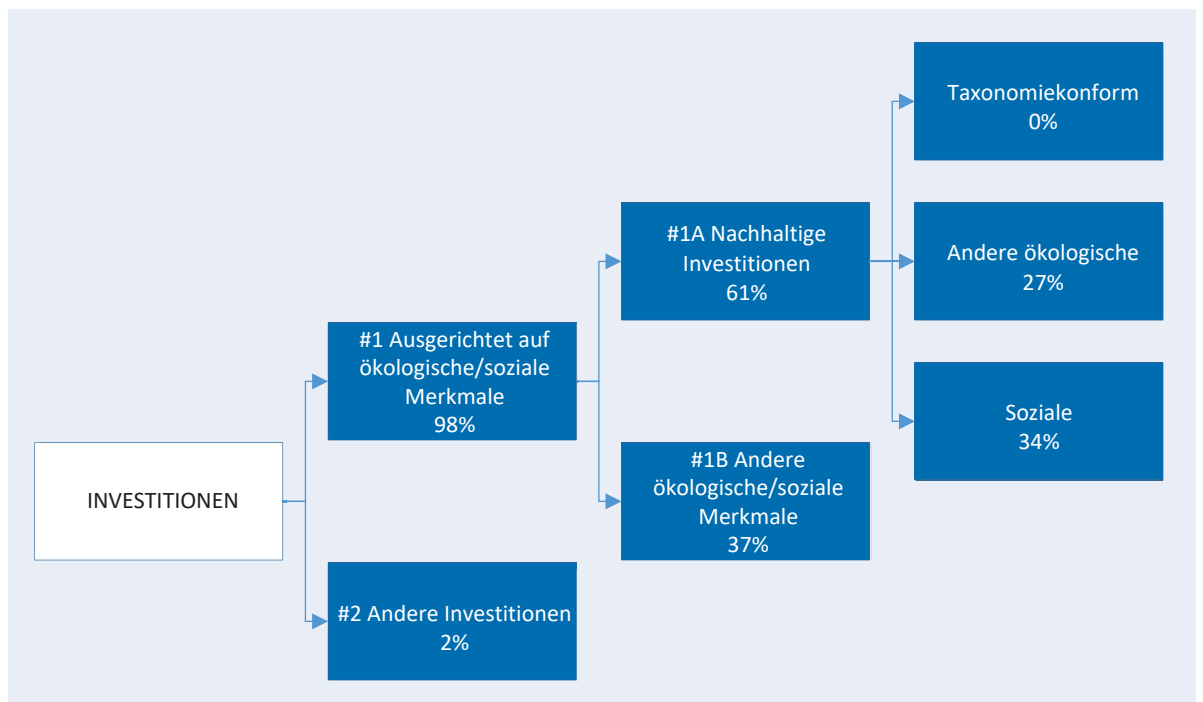 INVESTITIONEN
#1 Ausgerichtet auf
ökologische/soziale
Merkmale
98%
#2 Andere Investitionen
2%
#1A Nachhaltige
Investitionen
61%
#1B Andere
ökologische/soziale
Merkmale
37%
Taxonomiekonform
0%
Andere ökologische
27%
Soziale
34%